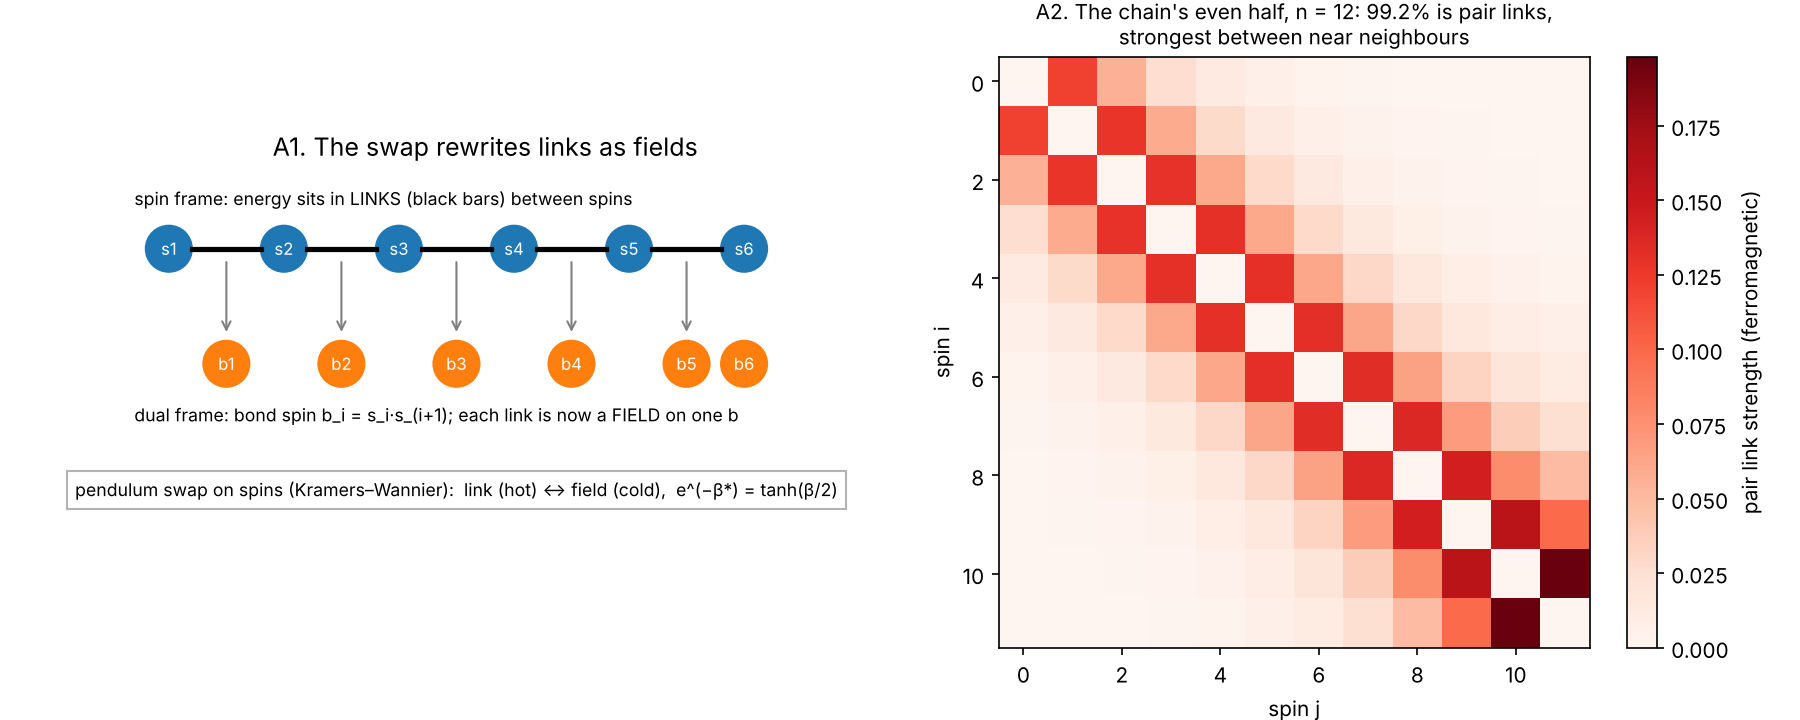 A1. The swap rewrites links as fields
spin frame: energy sits in LINKS (black bars) between spins
s1 s2 s3 s4 s5 s6
b1 b2 b3 b4 b5 b6
dual frame: bond spin b_i = s_i·s_(i+1); each link is now a FIELD on one b
pendulum swap on spins (Kramers–Wannier):  link (hot) ↔ field (cold),  e^(−β*) = tanh(β/2)
A2. The chain's even half, n = 12: 99.2% is pair links,
strongest between near neighbours
spin i
0
2
4
6
8
10
0 2 4 6 8 10
spin j
0.175
0.150
0.125
0.100
0.075
0.050
0.025
0.000
pair link strength (ferromagnetic)